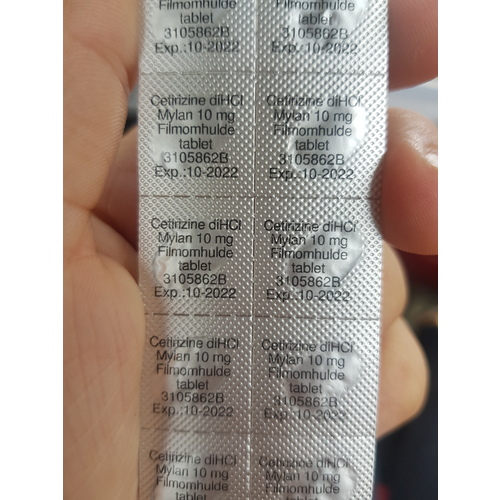 Filmomhulde
tablet
3105862B
Exp.:10-2022
Filmomhulde
tablet
3105862B
Exp.:10-2022
Cetirizine diHCl
Mylan 10 mg
Filmomhulde
tablet
3105862B
Exp.:10-2022
Cetirizine diHCl
Mylan 10 mg
Filmomhulde
tablet
3105862B
Exp.:10-2022
Cetirizine diHCl
Mylan 10 mg
Filmomhulde
tablet
3105862B
Exp.:10-2022
Cetirizine diHCl
Mylan 10 mg
Filmomhulde
tablet
3105862B
Exp.:10-2022
Cetirizine diHCl
Mylan 10 mg
Filmomhulde
tablet
3105862B
Exp.:10-2022
Cetirizine diHCl
Mylan 10 mg
Filmomhulde
tablet
3105862B
Exp.:10-2022
Cetirizine diHCl
Mylan 10 mg
Filmomhulde
tablet
Cetirizine diHCl
Mylan 10 mg
Filmomhulde
tablet